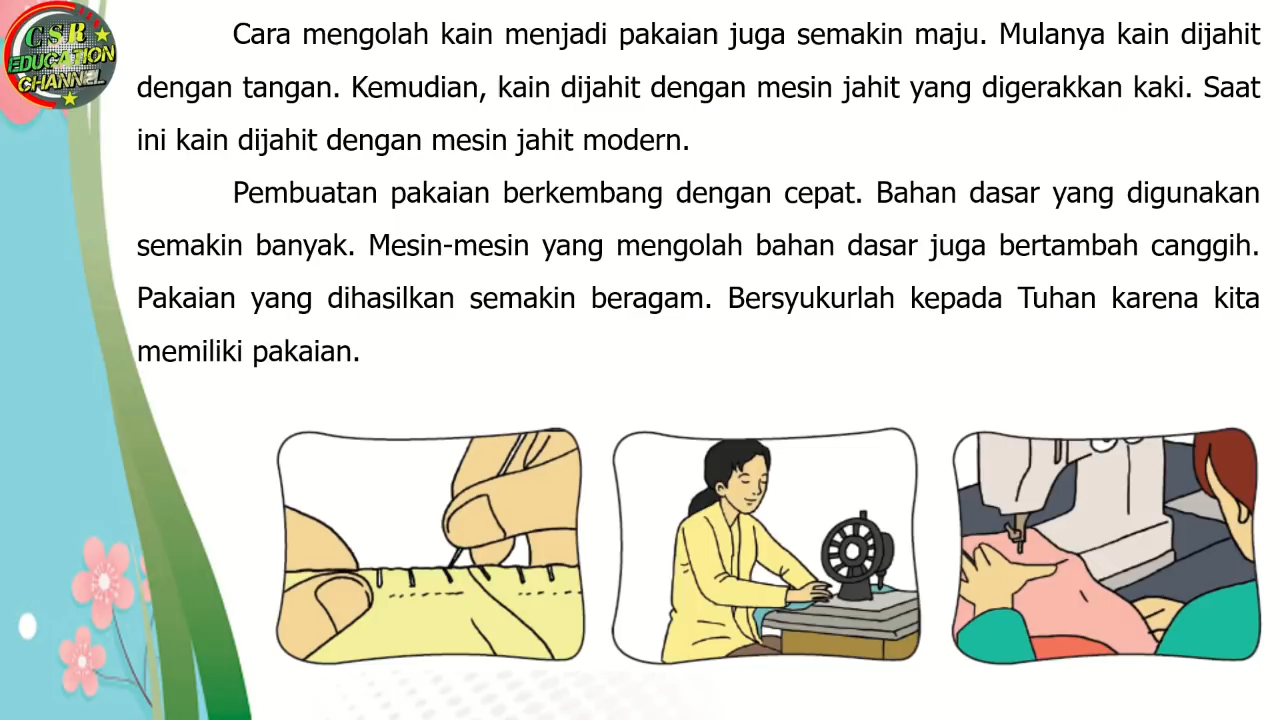 CSR
EDUCATION
CHANNEL
Cara mengolah kain menjadi pakaian juga semakin maju. Mulanya kain dijahit
dengan tangan. Kemudian, kain dijahit dengan mesin jahit yang digerakkan kaki. Saat
ini kain dijahit dengan mesin jahit modern.
Pembuatan pakaian berkembang dengan cepat. Bahan dasar yang digunakan
semakin banyak. Mesin-mesin yang mengolah bahan dasar juga bertambah canggih.
Pakaian yang dihasilkan semakin beragam. Bersyukurlah kepada Tuhan karena kita
memiliki pakaian.